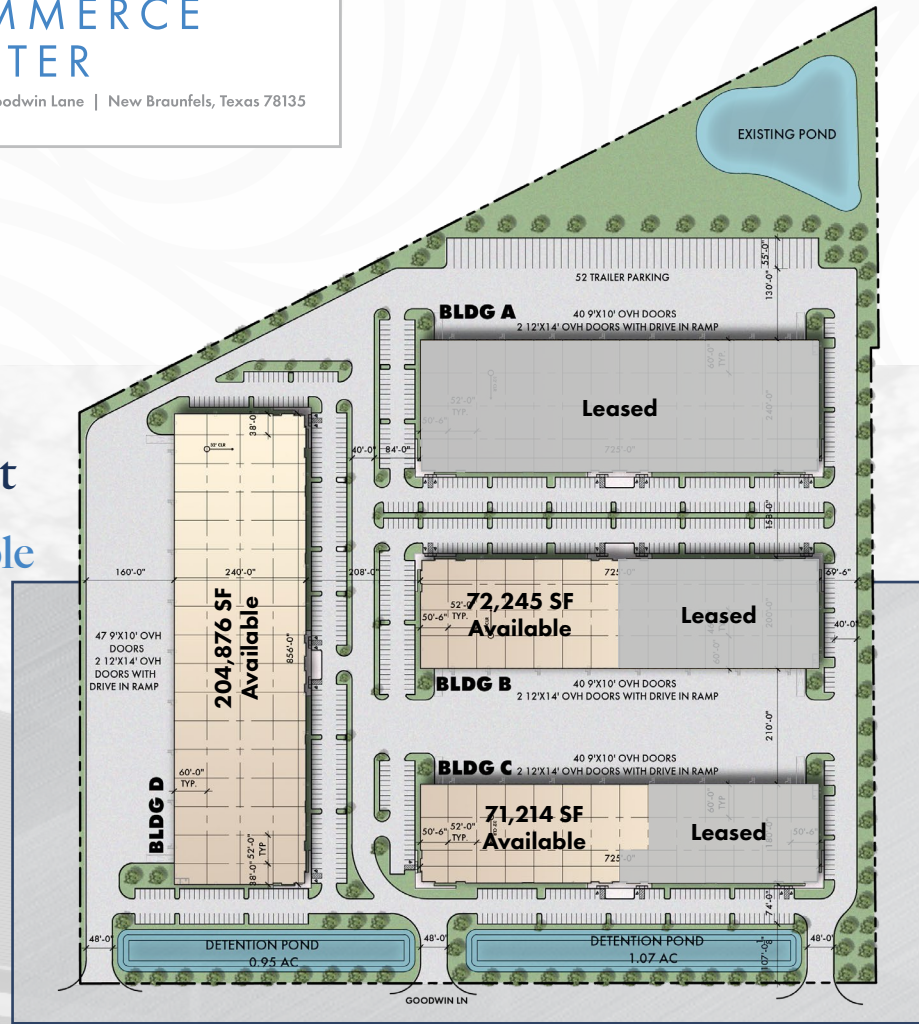 MMERCE
TER
oodwin Lane | New Braunfels, Texas 78135
EXISTING POND
55'-0"
52 TRAILER PARKING
130'-0"
BLDG A
40 9'X10' OVH DOORS
2 12'X14' OVH DOORS WITH DRIVE IN RAMP
60'-0"
TYP.
Leased
52'-0"
TYP.
50'-6"
240'-0"
725'-0"
38'-0"
52' CLR
40'-0"
84'-0"
t
ble
153'-0"
160'-0"
240'-0"
208'-0"
725'
69'-6"
72,245 SF
Available
52'-0"
TYP.
50'-6"
Leased
200'-0"
60'-0"
40'-0"
204,876 SF
Available
856'-0"
47 9'X10' OVH
DOORS
2 12'X14' OVH
DOORS WITH
DRIVE IN RAMP
BLDG B
40 9'X10' OVH DOORS
2 12'X14' OVH DOORS WITH DRIVE IN RAMP
210'-0"
40 9'X10' OVH DOORS
BLDG C
2 12'X14' OVH DOORS WITH DRIVE IN RAMP
60'-0"
TYP.
60'-0"
TYP.
BLDG D
71,214 SF
Available
50'-6"
52'-0"
TYP.
Leased
50'-6"
725'
38'-0"
52'-0"
TYP
74'-0"
48'-0"
DETENTION POND
0.95 AC
48'-0"
DETENTION POND
1.07 AC
48'-0"
GOODWIN LN